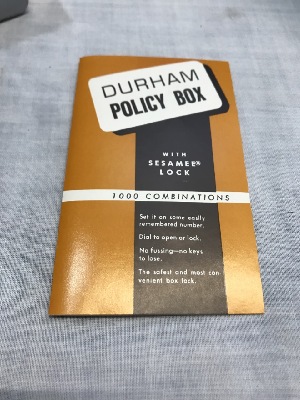 DURHAM
POLICY BOX
WITH
SESAMEE®
LOCK
1000 COMBINATIONS
Set it on some easily
remembered number.
Dial to open or lock.
No fussing—no keys
to lose.
The safest and most con-
venient box lock.